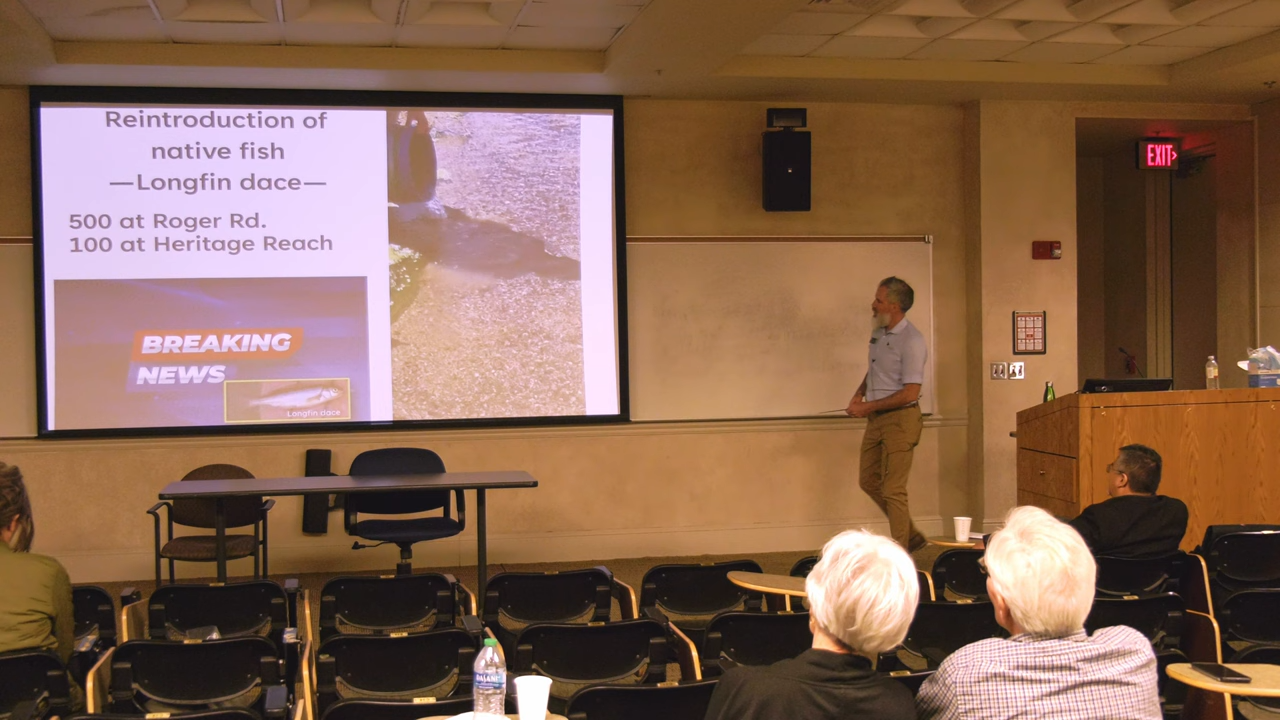 Reintroduction of
native fish
—Longfin dace—
500 at Roger Rd.
100 at Heritage Reach
BREAKING
NEWS
Longfin dace
EXIT
DASANI